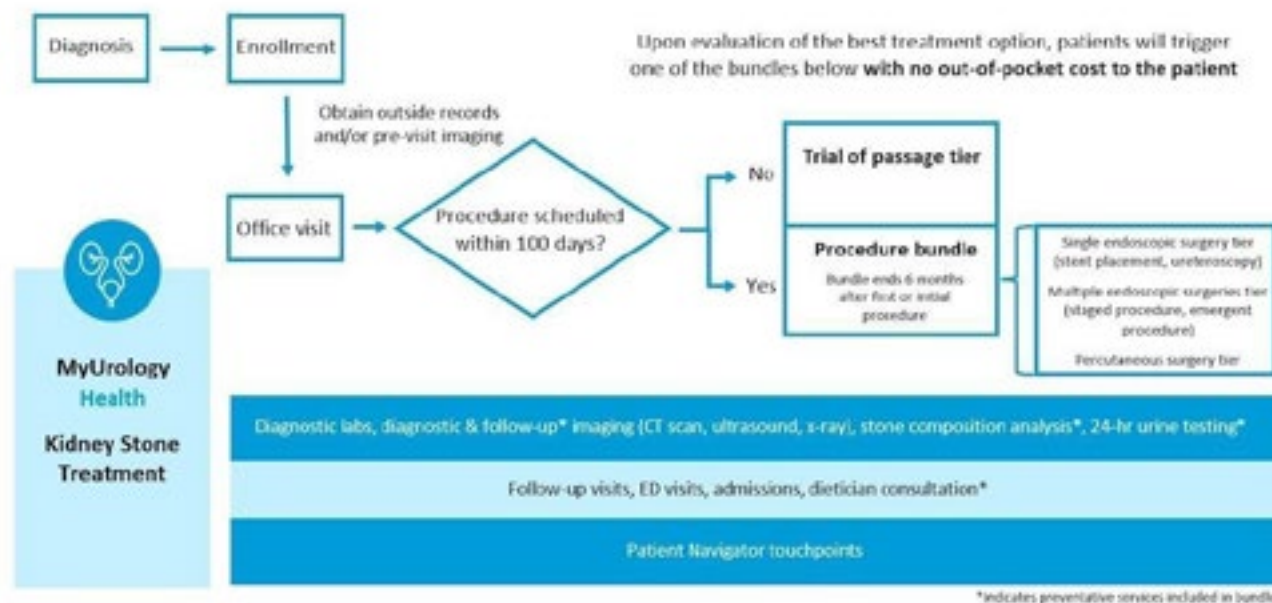 Diagnosis
Enrollment
Upon evaluation of the best treatment option, patients will trigger
one of the bundles below with no out-of-pocket cost to the patient
Obtain outside records
and/or pre-visit imaging
Office visit
Procedure scheduled
within 100 days?
No
Yes
Trial of passage tier
Procedure bundle
Bundle ends 6 months
after first or initial
procedure
Single endoscopic surgery tier
(stent placement, ureteroscopy)
Multiple endoscopic surgeries tier
(staged procedure, emergent
procedure)
Percutaneous surgery tier
MyUrology
Health
Kidney Stone
Treatment
Diagnostic labs, diagnostic & follow-up* imaging (CT scan, ultrasound, x-ray), stone composition analysis*, 24-hr urine testing*
Follow-up visits, ED visits, admissions, dietician consultation*
Patient Navigator touchpoints
*Indicates preventative services included in bundle